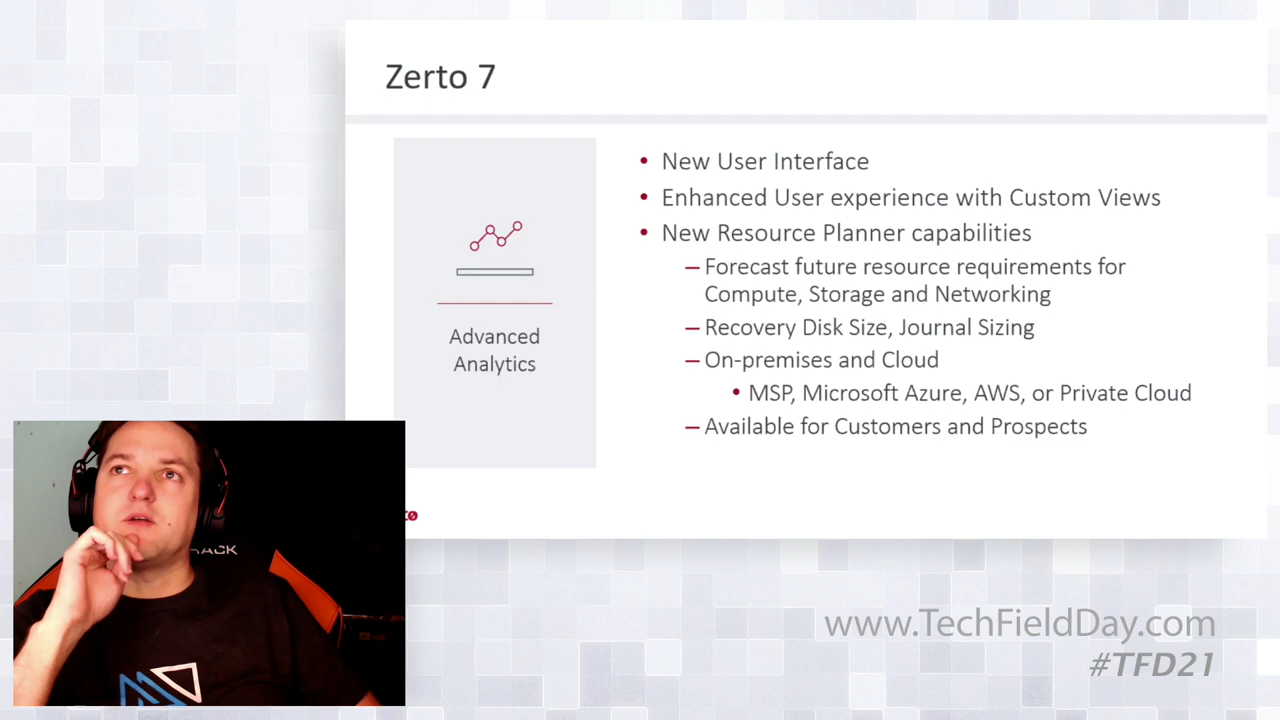 Zerto 7
• New User Interface
• Enhanced User experience with Custom Views
• New Resource Planner capabilities
– Forecast future resource requirements for
Compute, Storage and Networking
– Recovery Disk Size, Journal Sizing
– On-premises and Cloud
• MSP, Microsoft Azure, AWS, or Private Cloud
– Available for Customers and Prospects
Advanced
Analytics
www.TechFieldDay.com
#TFD21